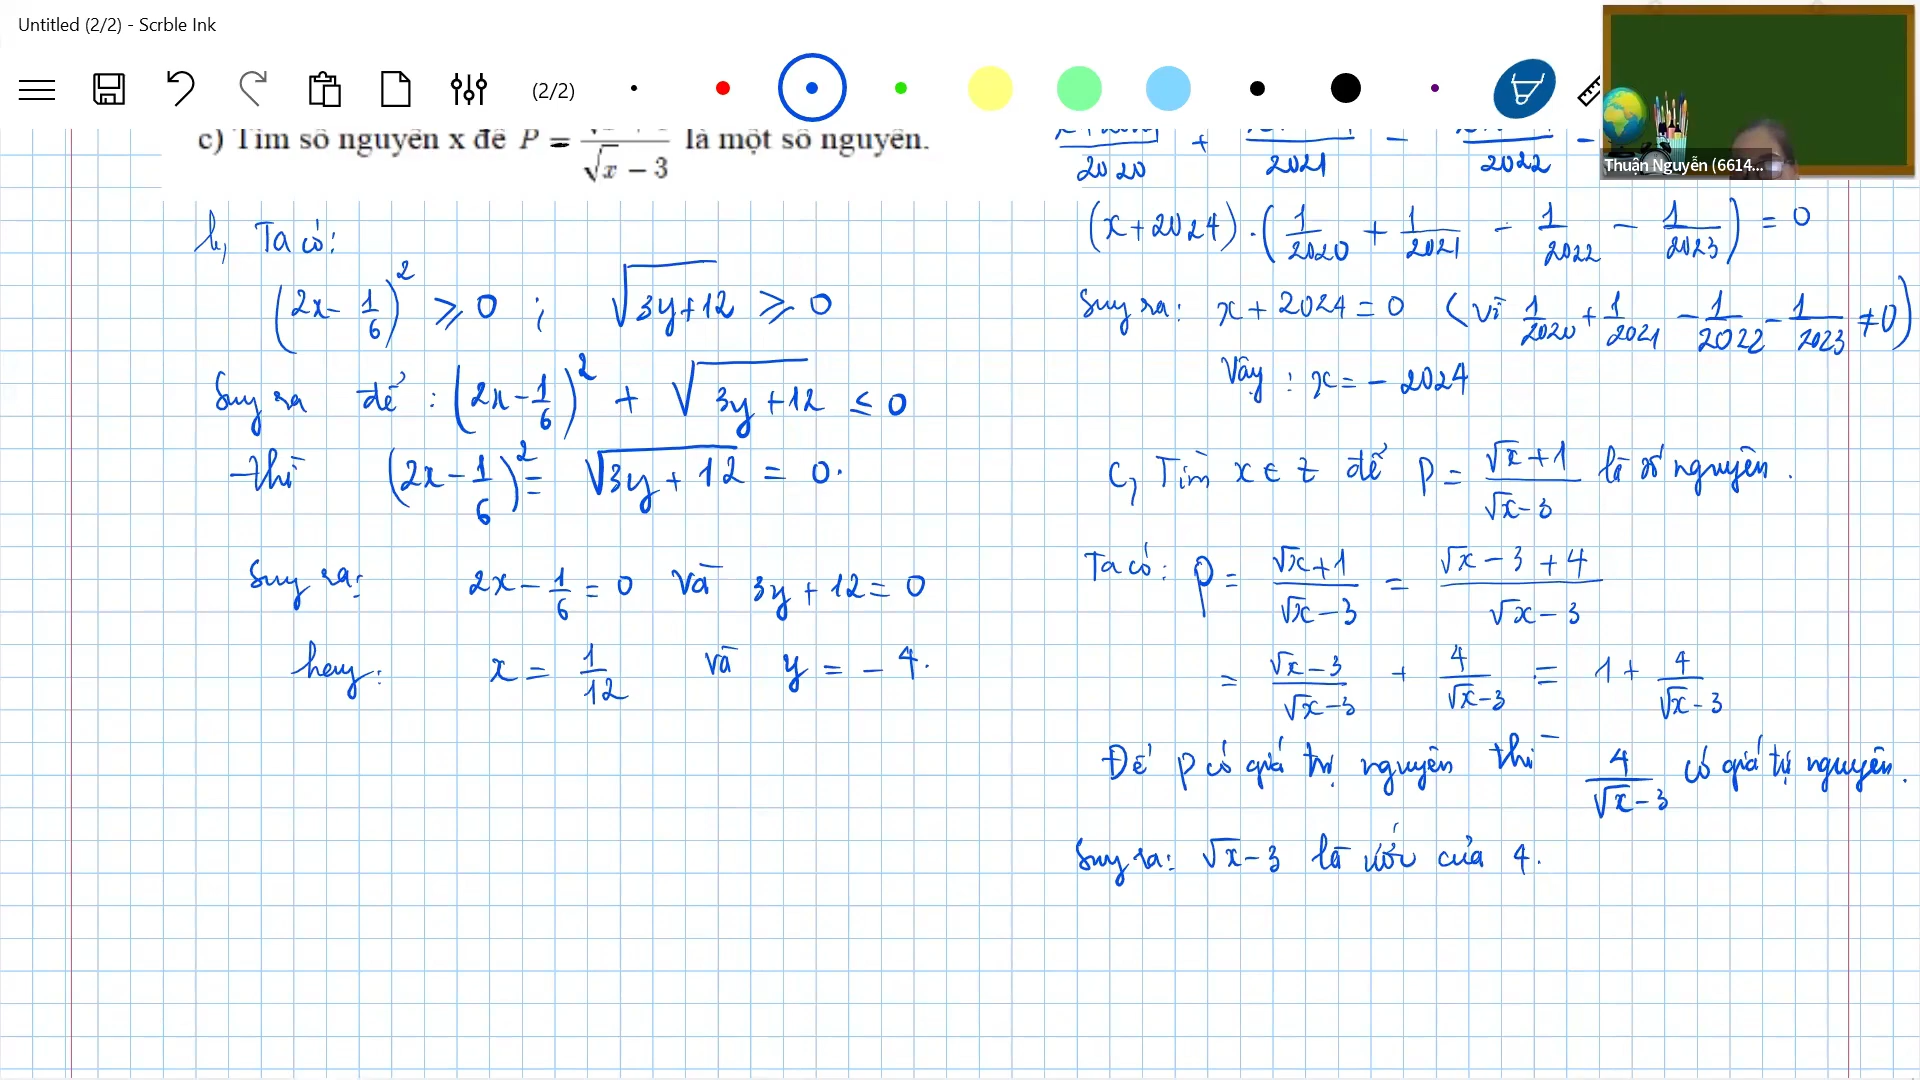 Untitled (2/2) - Scrble Ink
(2/2)
Thuận Nguyễn (6614...
c) Tìm số nguyên x để P = / √x - 3 là một số nguyên.
b, Ta có:
(2x - 1/6)² ⩾ 0 ; √3y+12 ⩾ 0
Suy ra để : (2x - 1/6)² + √3y+12 ≤ 0
thì (2x - 1/6)² = √3y+12 = 0.
Suy ra: 2x - 1/6 = 0 và 3y + 12 = 0
hay: x = 1/12 và y = -4.
/2020 + /2021 - /2022 -
(x+2024).(1/2020 + 1/2021 - 1/2022 - 1/2023) = 0
Suy ra: x + 2024 = 0 (vì 1/2020 + 1/2021 - 1/2022 - 1/2023 ≠ 0)
Vậy : x = - 2024
c, Tìm x ∈ Z để P = √x + 1 / √x - 3 là số nguyên .
Ta có: P = √x + 1 / √x - 3 = √x - 3 + 4 / √x - 3
= √x - 3 / √x - 3 + 4 / √x - 3 = 1 + 4 / √x - 3
Để P có giá trị nguyên thì 4 / √x - 3 có giá trị nguyên.
Suy ra: √x - 3 là ước của 4.